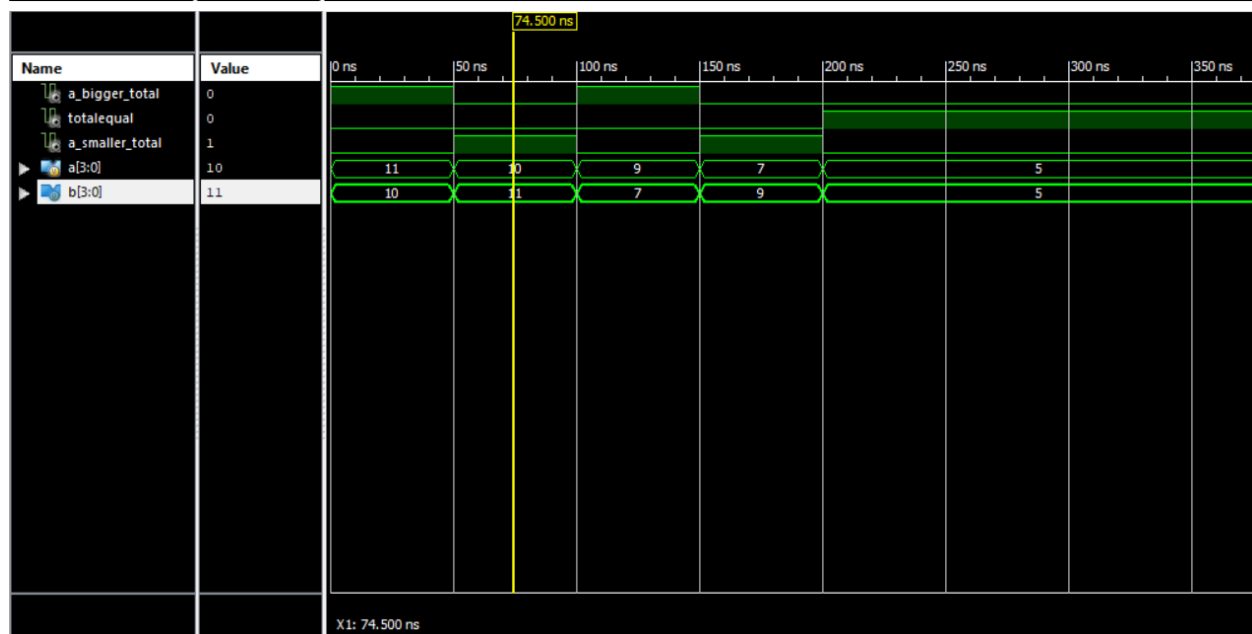 74.500 ns
Name Value 0 ns 50 ns 100 ns 150 ns 200 ns 250 ns 300 ns 350 ns
a_bigger_total 0
totalequal 0
a_smaller_total 1
a[3:0] 10 11 10 9 7 5
b[3:0] 11 10 11 7 9 5
X1: 74.500 ns